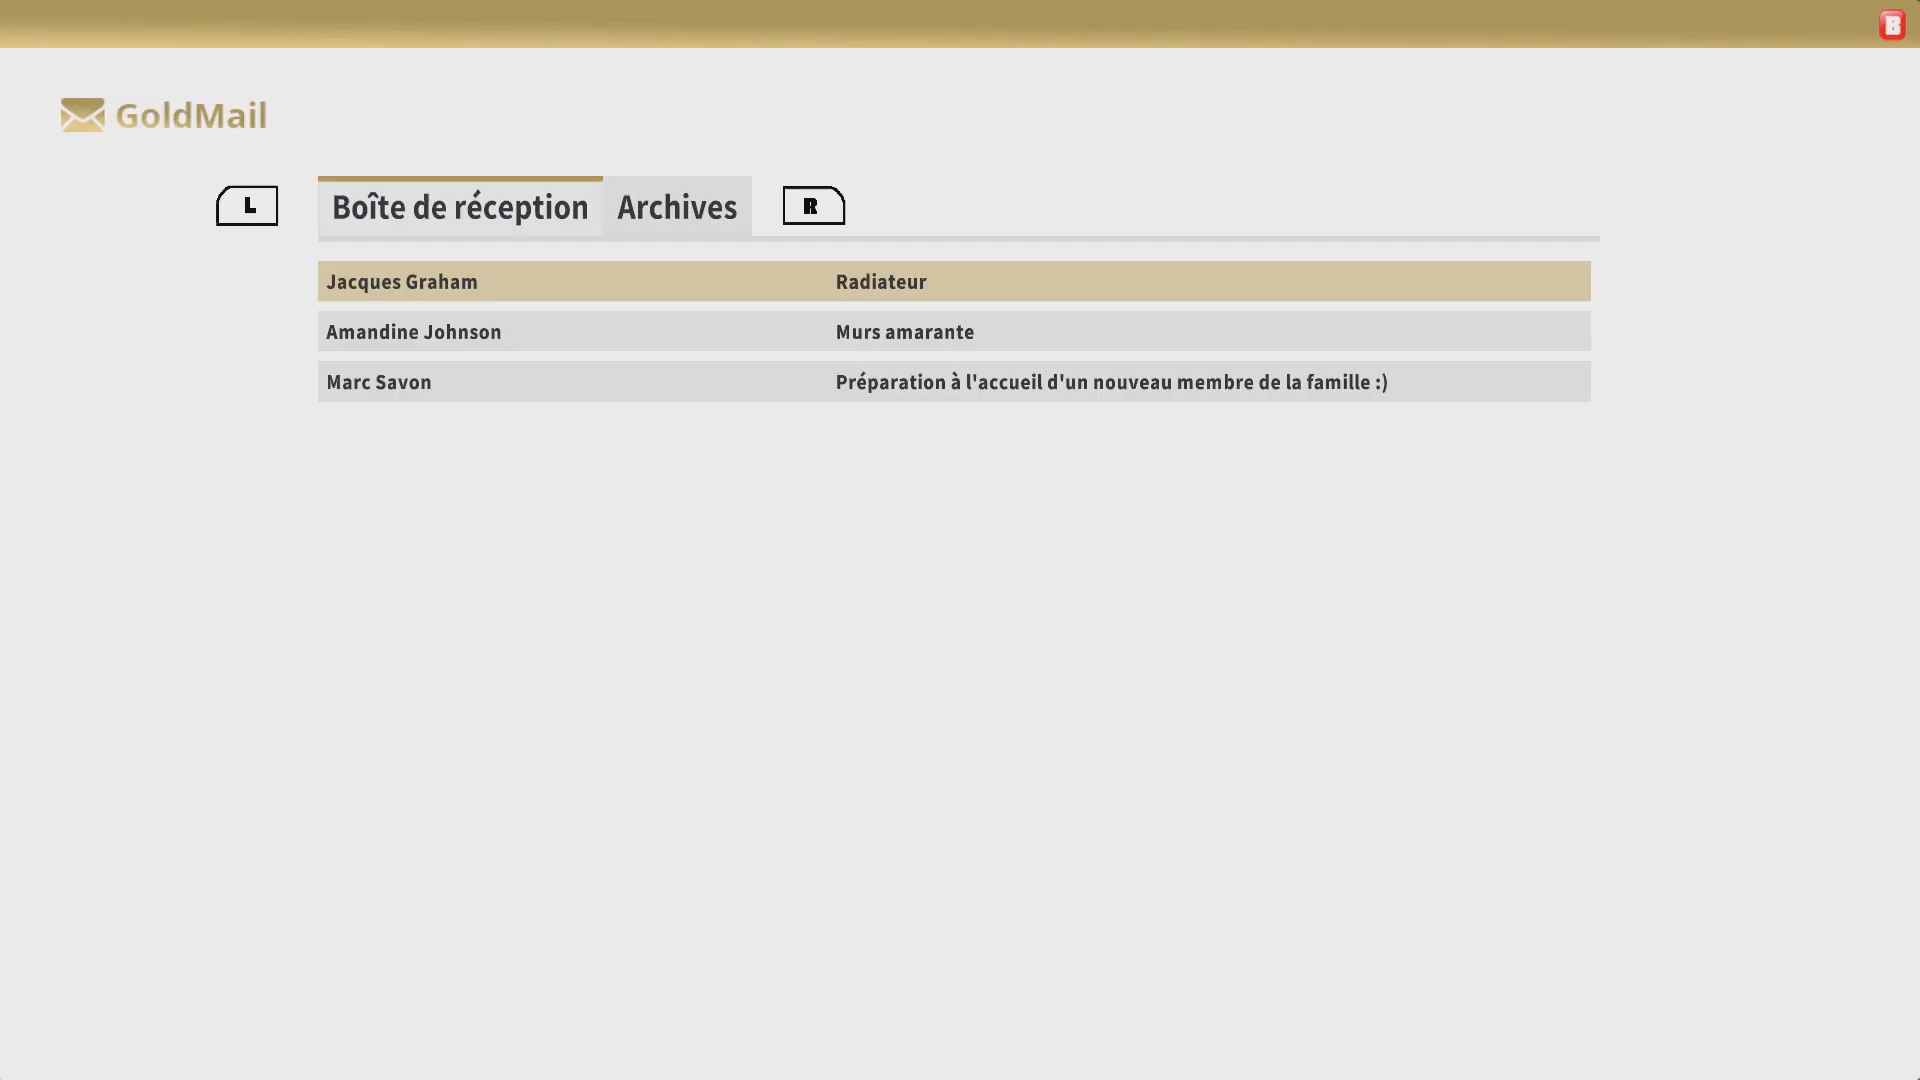 B
GoldMail
L Boîte de réception Archives R
Jacques Graham Radiateur
Amandine Johnson Murs amarante
Marc Savon Préparation à l'accueil d'un nouveau membre de la famille :)